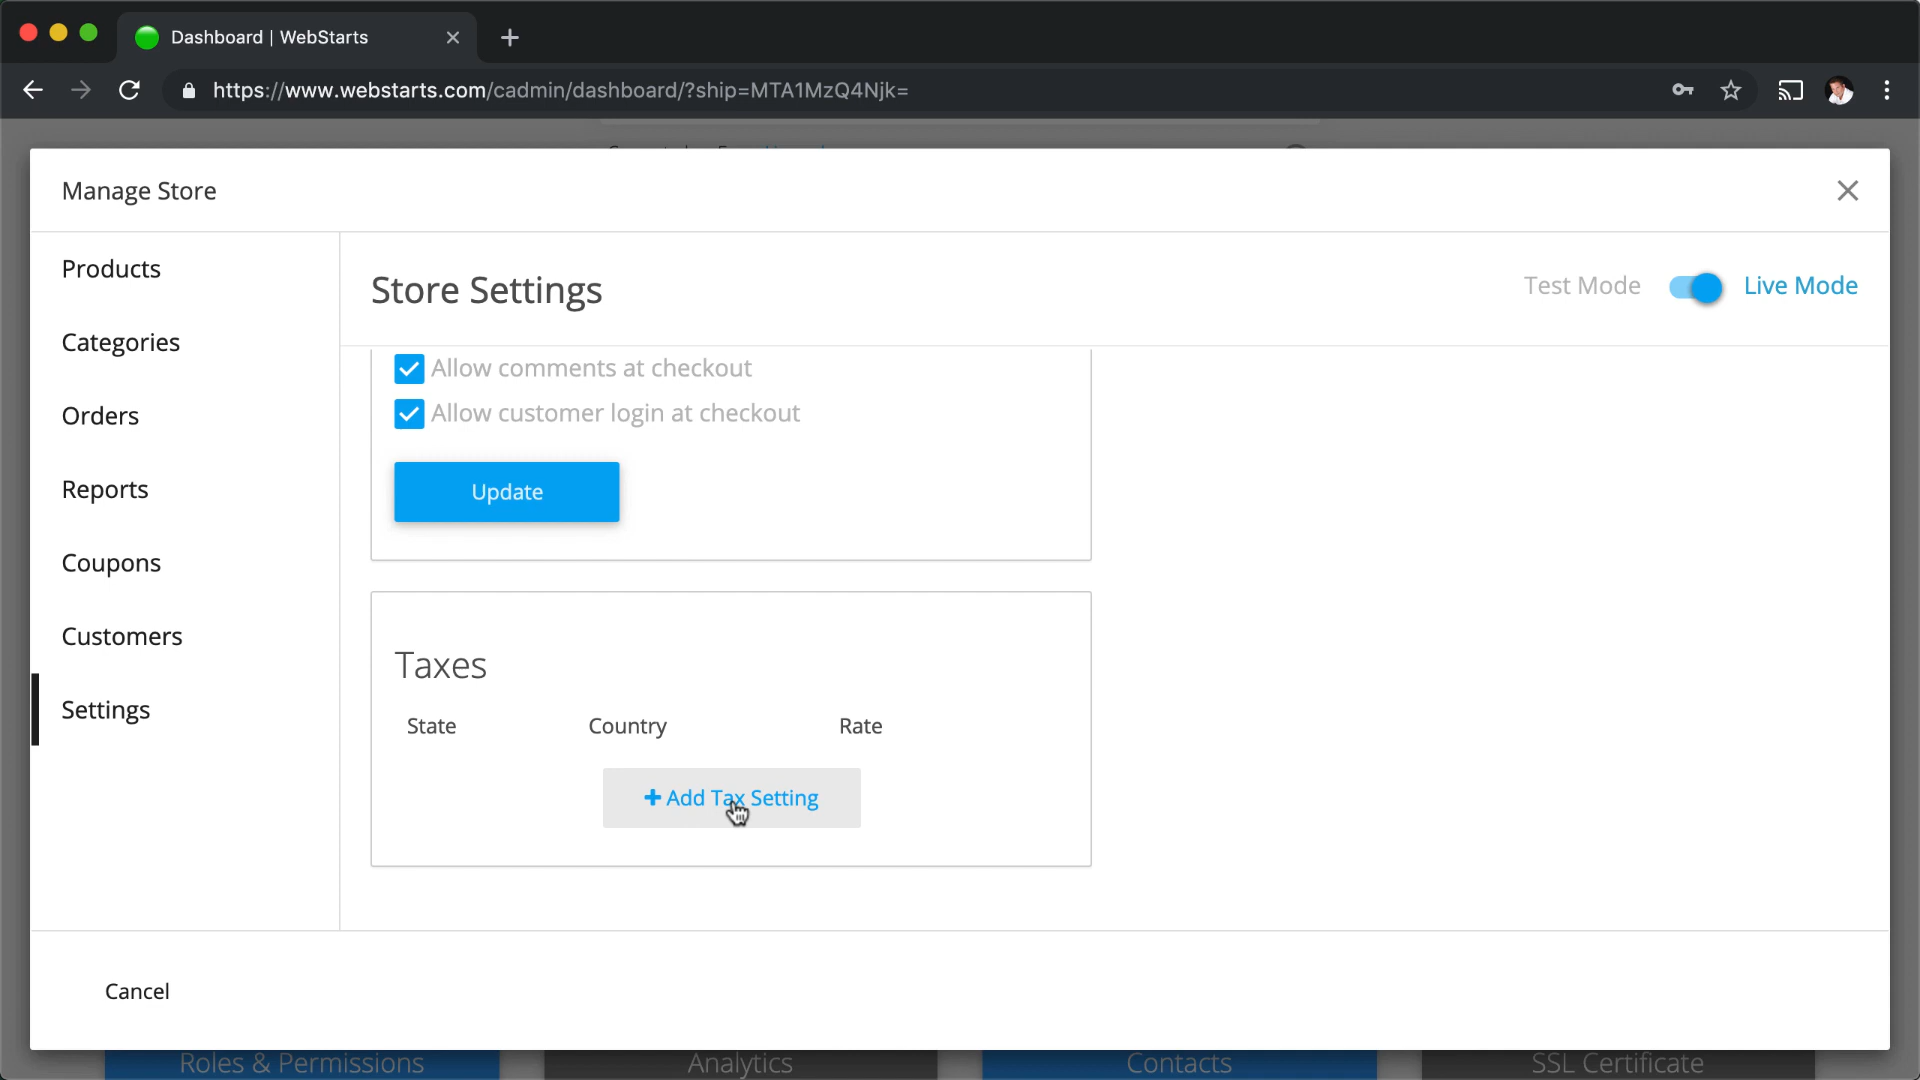 Dashboard | WebStarts
https://www.webstarts.com/cadmin/dashboard/?ship=MTA1MzQ4Njk=
Manage Store
Products
Categories
Orders
Reports
Coupons
Customers
Settings
Store Settings
Test Mode
Live Mode
Allow comments at checkout
Allow customer login at checkout
Update
Taxes
State Country Rate
+ Add Tax Setting
Cancel
Roles & Permissions
Analytics
Contacts
SSL Certificate